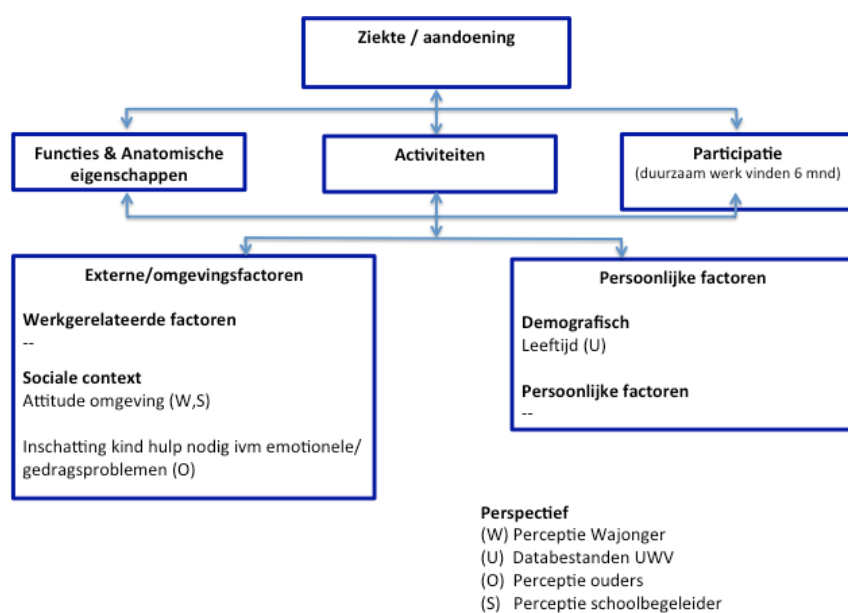 Ziekte / aandoening
Functies & Anatomische
eigenschappen
Activiteiten
Participatie
(duurzaam werk vinden 6 mnd)
Externe/omgevingsfactoren
Werkgerelateerde factoren
--
Sociale context
Attitude omgeving (W,S)
Inschatting kind hulp nodig ivm emotionele/
gedragsproblemen (O)
Persoonlijke factoren
Demografisch
Leeftijd (U)
Persoonlijke factoren
--
Perspectief
(W) Perceptie Wajonger
(U) Databestanden UWV
(O) Perceptie ouders
(S) Perceptie schoolbegeleider